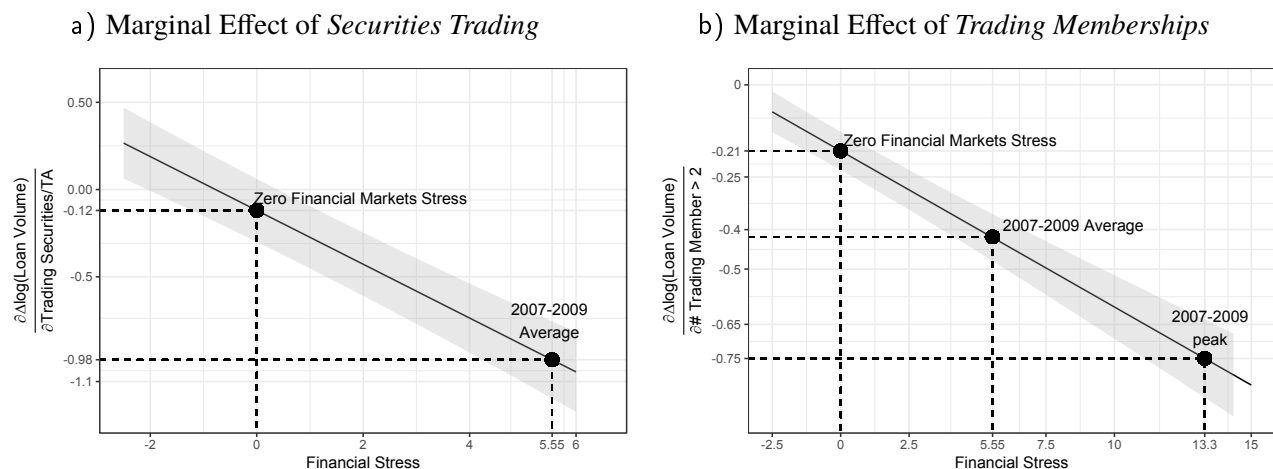 a) Marginal Effect of Securities Trading
∂Δlog(Loan Volume)
∂Trading Securities/TA
0.50
0.00
-0.12
-0.5
-0.98
-1.1
Zero Financial Markets Stress
2007-2009
Average
-2
0
2
4
5.55
6
Financial Stress
b) Marginal Effect of Trading Memberships
∂Δlog(Loan Volume)
∂# Trading Member > 2
0
-0.21
-0.25
-0.4
-0.5
-0.65
-0.75
Zero Financial Markets Stress
2007-2009 Average
2007-2009
peak
-2.5
0
2.5
5.55
7.5
10
13.3
15
Financial Stress